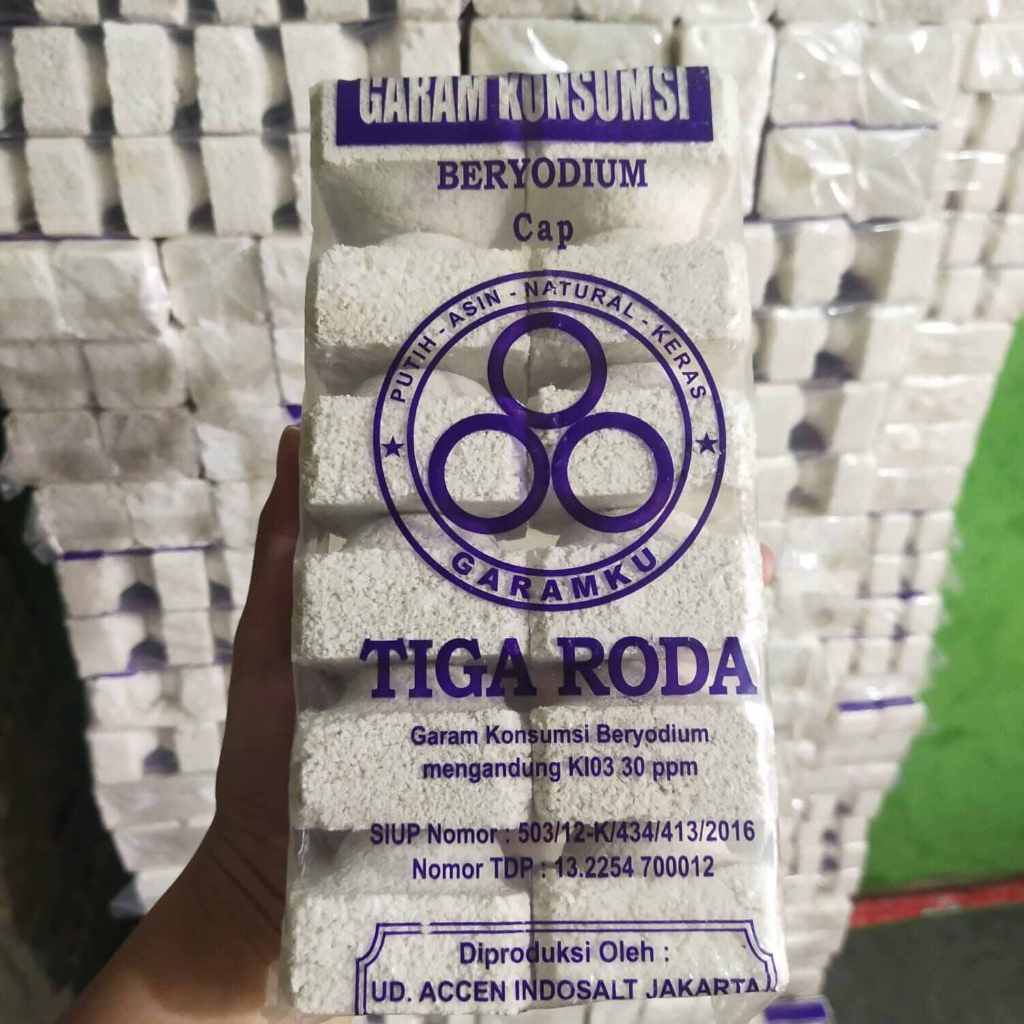 GARAM KONSUMSI
BERYODIUM
Cap
PUTIH - ASIN - NATURAL - KERAS
GARAMKU
TIGA RODA
Garam Konsumsi Beryodium
mengandung KI03 30 ppm
SIUP Nomor : 503/12-K/434/413/2016
Nomor TDP : 13.2254 700012
Diproduksi Oleh :
UD. ACCEN INDOSALT JAKARTA